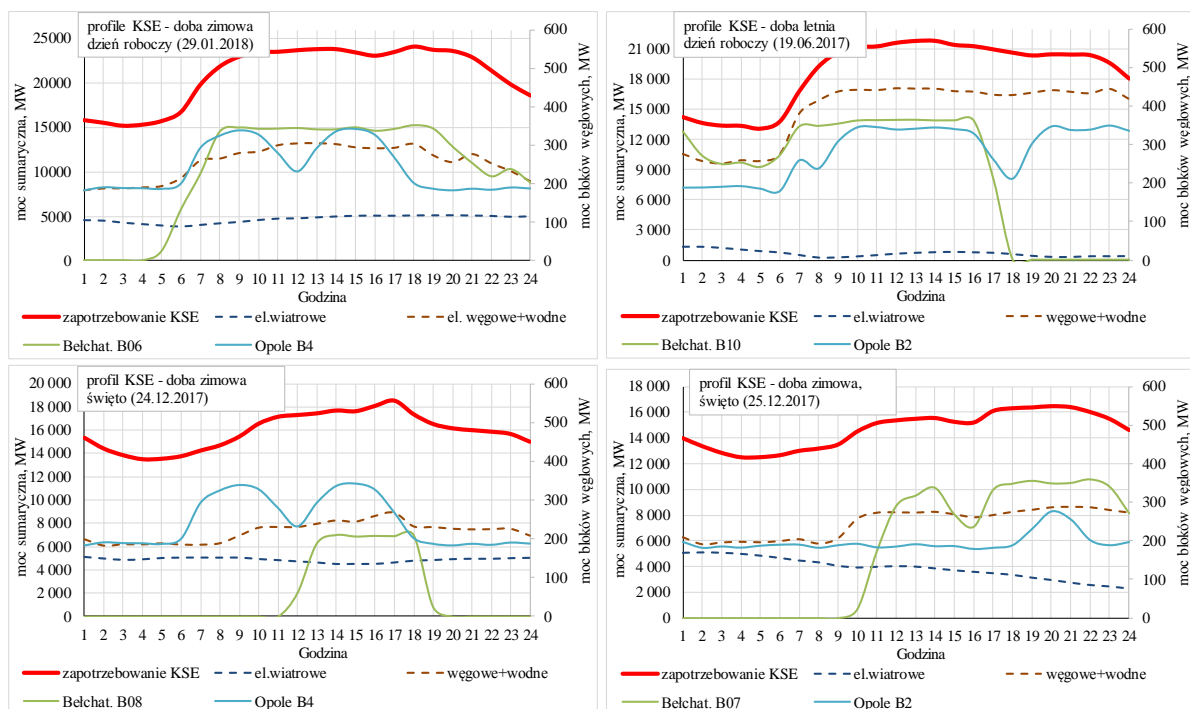 profile KSE - doba zimowa
dzień roboczy (29.01.2018)
moc sumaryczna, MW
25000
20000
15000
10000
5000
0
600
500
400
300
200
100
0
moc bloków węglowych, MW
1 2 3 4 5 6 7 8 9 10 11 12 13 14 15 16 17 18 19 20 21 22 23 24
Godzina
zapotrzebowanie KSE
el.wiatrowe
el. węgowe+wodne
Bełchat. B06
Opole B4
profile KSE - doba letnia
dzień roboczy (19.06.2017)
moc sumaryczna, MW
21 000
18 000
15 000
12 000
9 000
6 000
3 000
0
600
500
400
300
200
100
0
moc bloków węglowych, MW
1 2 3 4 5 6 7 8 9 10 11 12 13 14 15 16 17 18 19 20 21 22 23 24
Godzina
zapotrzebowanie KSE
el.wiatrowe
węgowe+wodne
Bełchat. B10
Opole B2
profil KSE - doba zimowa
święto (24.12.2017)
moc sumaryczna, MW
20 000
18 000
16 000
14 000
12 000
10 000
8 000
6 000
4 000
2 000
0
600
500
400
300
200
100
0
moc bloków węglowych, MW
1 2 3 4 5 6 7 8 9 10 11 12 13 14 15 16 17 18 19 20 21 22 23 24
Godzina
zapotrzebowanie KSE
el.wiatrowe
węgowe+wodne
Bełchat. B08
Opole B4
profil KSE - doba zimowa,
święto (25.12.2017)
moc sumaryczna, MW
18 000
16 000
14 000
12 000
10 000
8 000
6 000
4 000
2 000
0
600
500
400
300
200
100
0
moc bloków węglowych, MW
1 2 3 4 5 6 7 8 9 10 11 12 13 14 15 16 17 18 19 20 21 22 23 24
Godzina
zapotrzebowanie KSE
el.wiatrowe
węgowe+wodne
Bełchat. B07
Opole B2